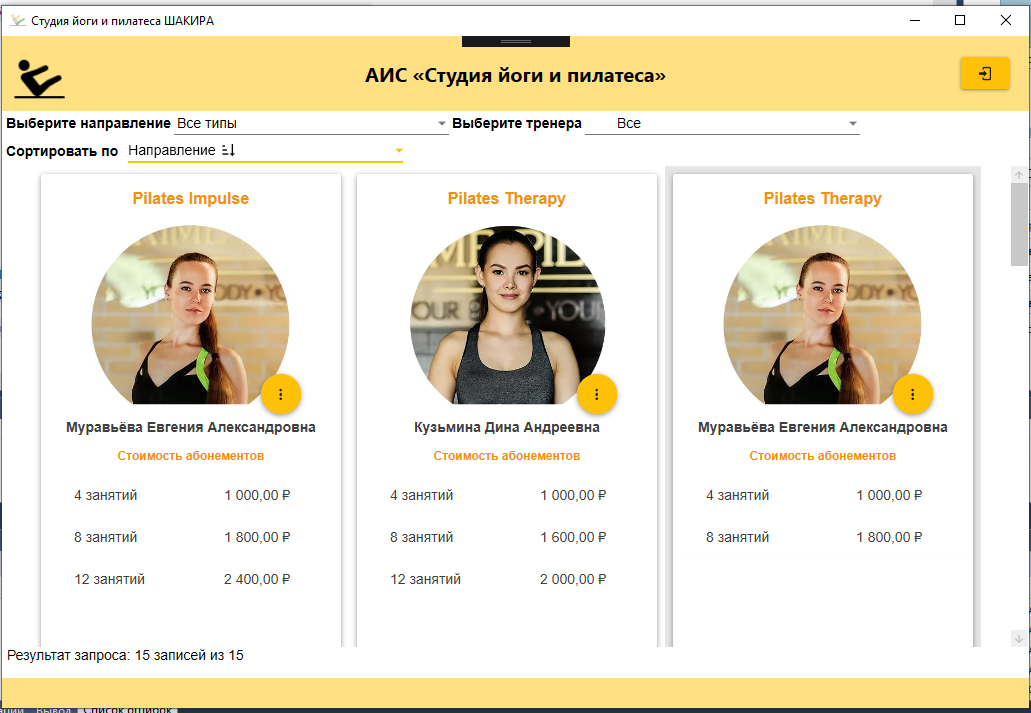 Студия йоги и пилатеса ШАКИРА
АИС «Студия йоги и пилатеса»
Выберите направление Все типы Выберите тренера Все
Сортировать по Направление
Pilates Impulse Pilates Therapy Pilates Therapy
Муравьёва Евгения Александровна Кузьмина Дина Андреевна Муравьёва Евгения Александровна
Стоимость абонементов Стоимость абонементов Стоимость абонементов
4 занятий 1 000,00 ₽ 4 занятий 1 000,00 ₽ 4 занятий 1 000,00 ₽
8 занятий 1 800,00 ₽ 8 занятий 1 600,00 ₽ 8 занятий 1 800,00 ₽
12 занятий 2 400,00 ₽ 12 занятий 2 000,00 ₽
Результат запроса: 15 записей из 15
Вывод Список ошибок